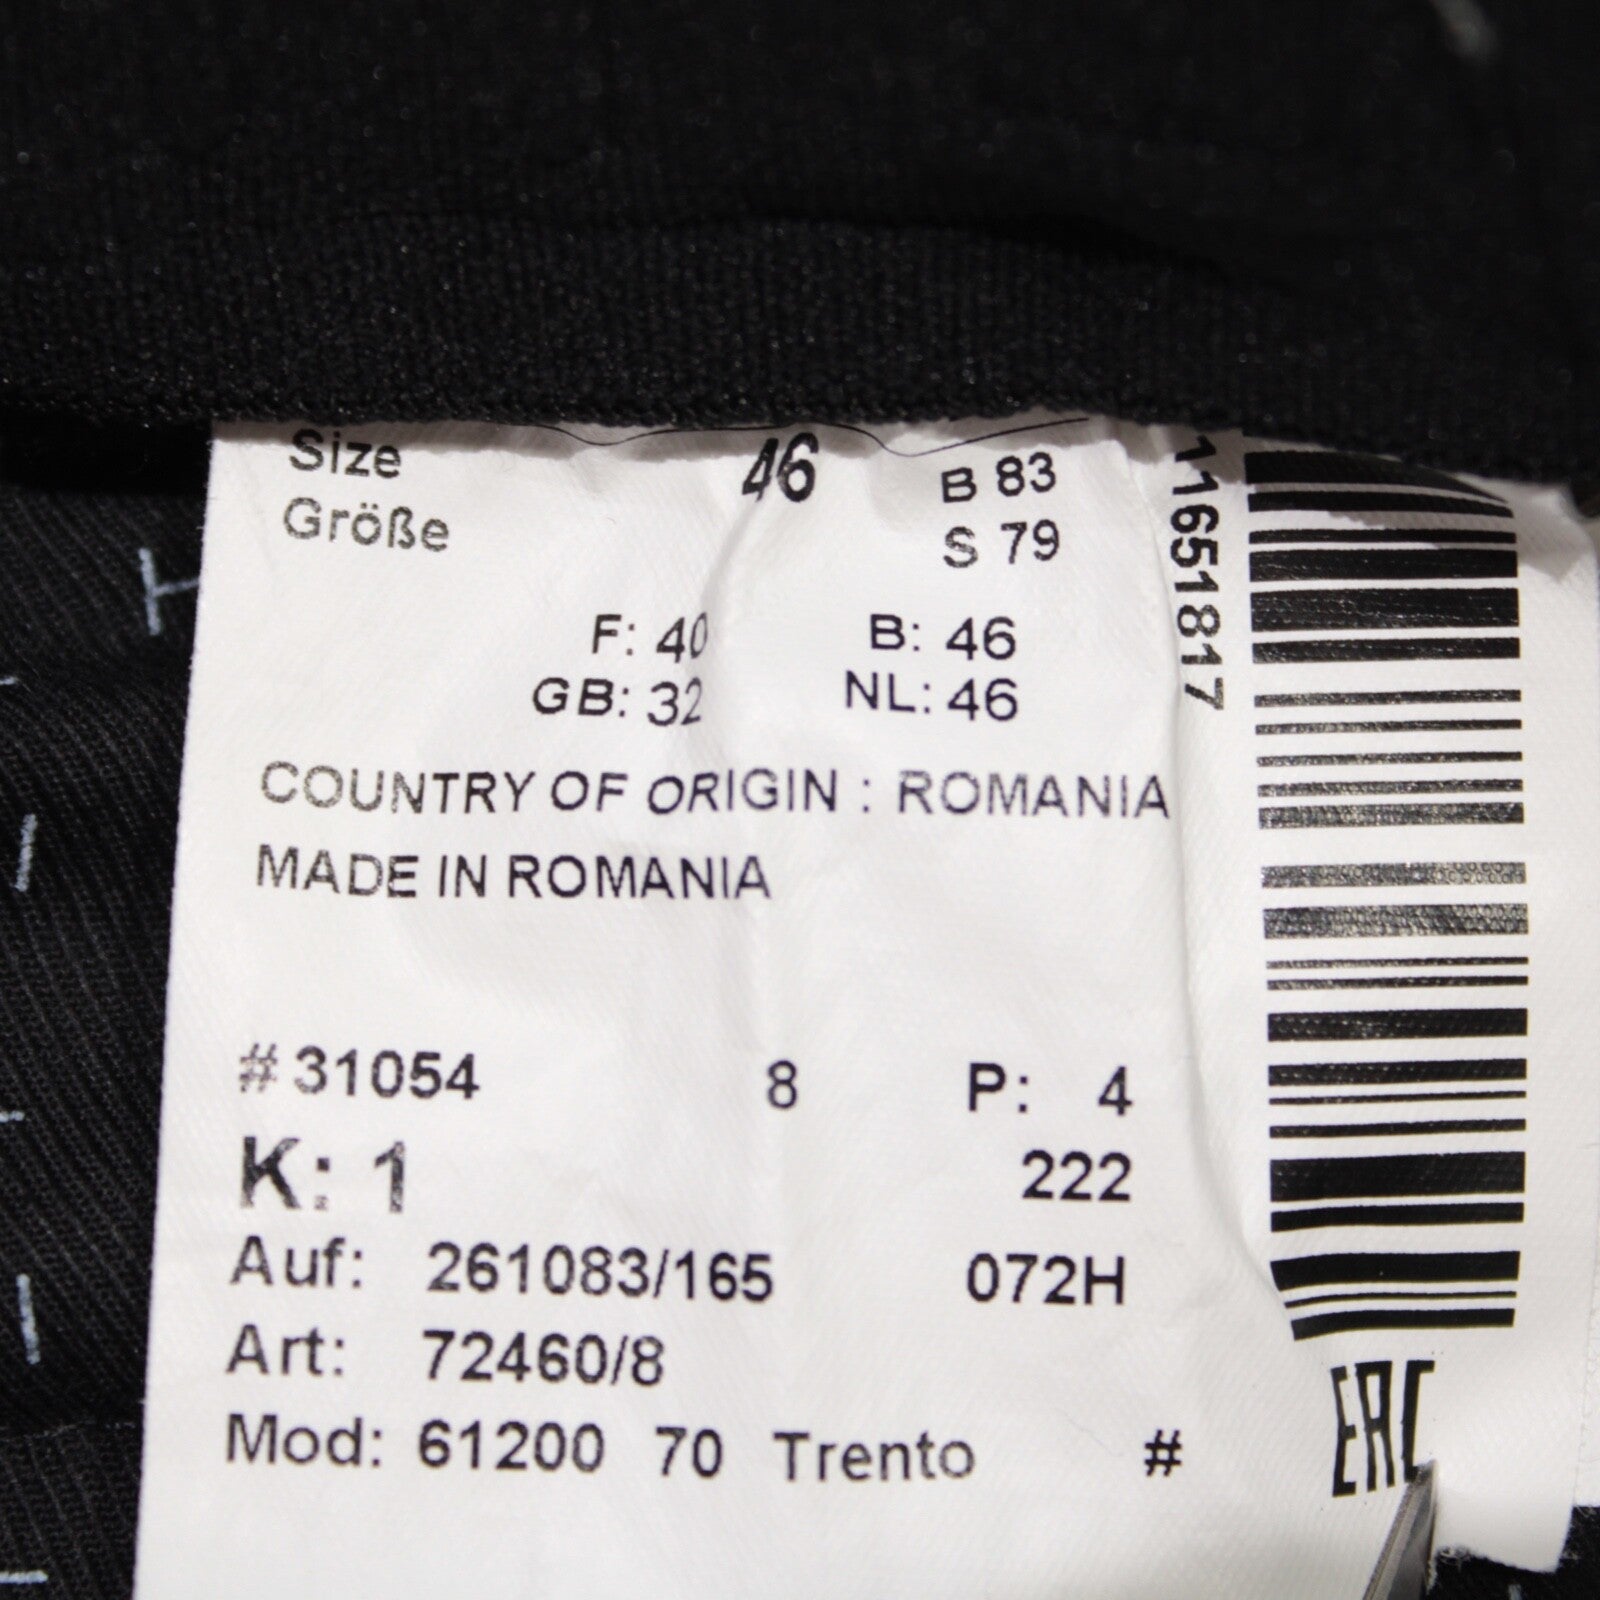 Size 46 B 83
Größe S 79
F: 40 B: 46
GB: 32 NL: 46
COUNTRY OF ORIGIN : ROMANIA
MADE IN ROMANIA
#31054 8 P: 4
K: 1 222
Auf: 261083/165 072H
Art: 72460/8
Mod: 61200 70 Trento #
11651817
EAC